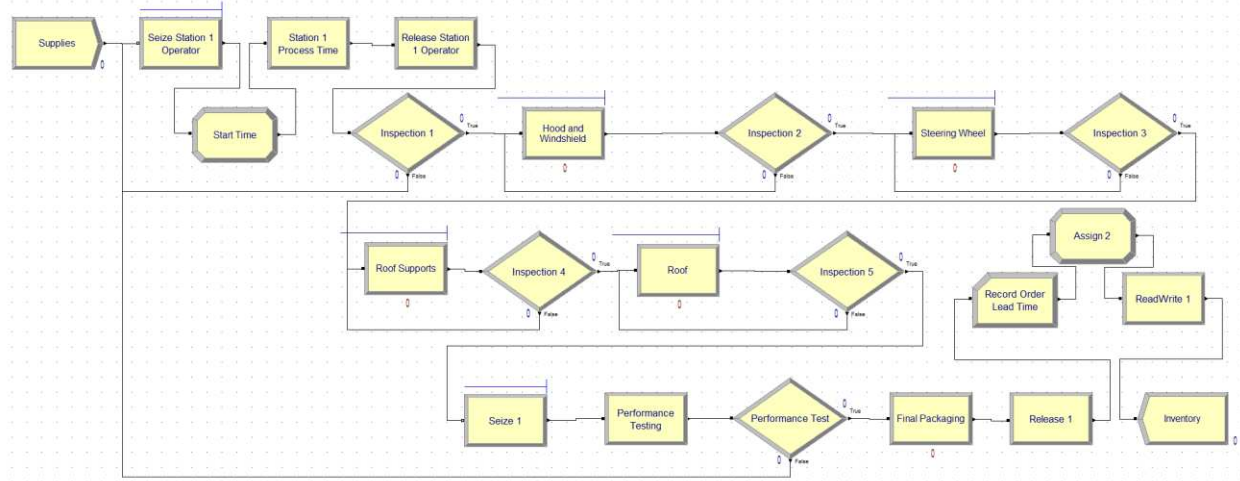 Supplies
Seize Station 1
Operator
Station 1
Process Time
Release Station
1 Operator
Start Time
Inspection 1
True
False
0
0
0
Hood and
Windshield
0
Inspection 2
True
False
0
0
Steering Wheel
0
Inspection 3
True
False
0
0
Roof Supports
0
Inspection 4
True
False
0
0
Roof
0
Inspection 5
True
False
0
0
Record Order
Lead Time
Assign 2
ReadWrite 1
Seize 1
Performance
Testing
Performance Test
True
False
0
0
Final Packaging
0
Release 1
Inventory
0